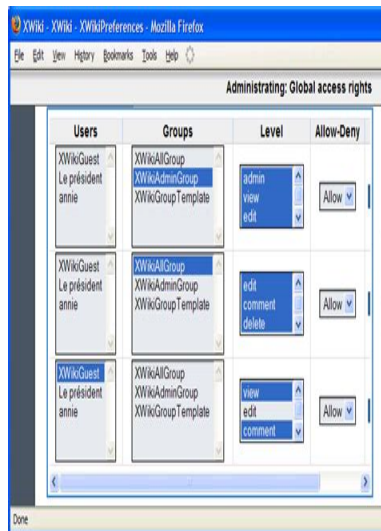 XWiki - XWiki - XWikiPreferences - Mozilla Firefox
File Edit View History Bookmarks Tools Help
Administrating: Global access rights
Users Groups Level Allow-Deny
XWikiGuest XWikiAllGroup admin
Le président XWikiAdminGroup view Allow
annie XWikiGroupTemplate edit
XWikiGuest XWikiAllGroup edit
Le président XWikiAdminGroup comment Allow
annie XWikiGroupTemplate delete
XWikiGuest XWikiAllGroup view
Le président XWikiAdminGroup edit Allow
annie XWikiGroupTemplate comment
Done